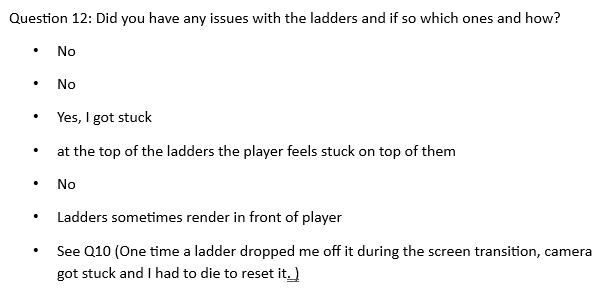 Question 12: Did you have any issues with the ladders and if so which ones and how?
• No
• No
• Yes, I got stuck
• at the top of the ladders the player feels stuck on top of them
• No
• Ladders sometimes render in front of player
• See Q10 (One time a ladder dropped me off it during the screen transition, camera
got stuck and I had to die to reset it. )